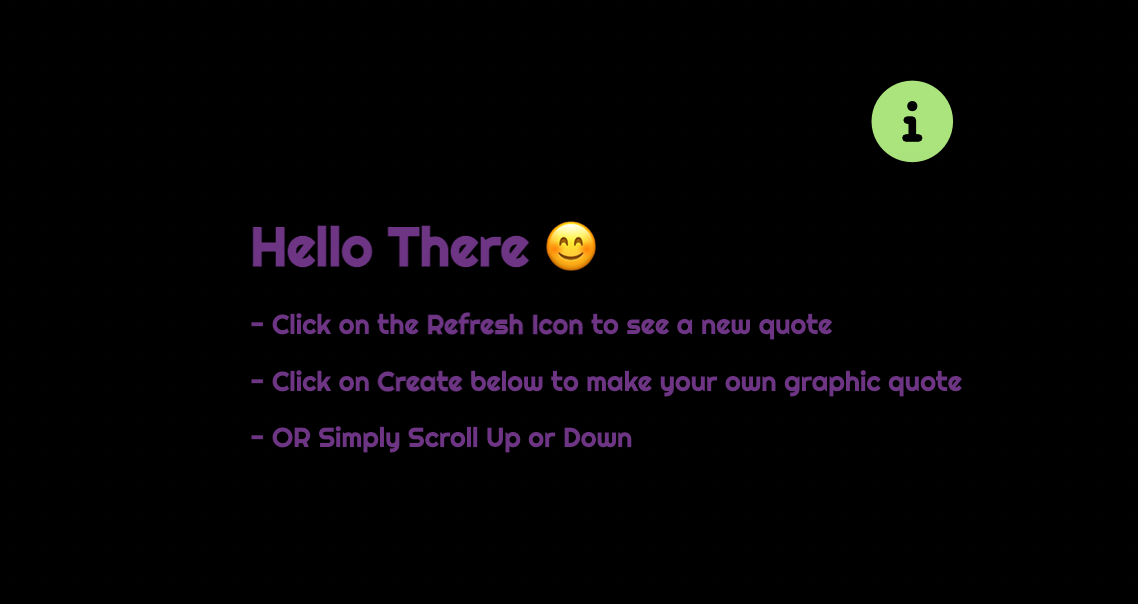 Hello There 😊
- Click on the Refresh Icon to see a new quote
- Click on Create below to make your own graphic quote
- OR Simply Scroll Up or Down